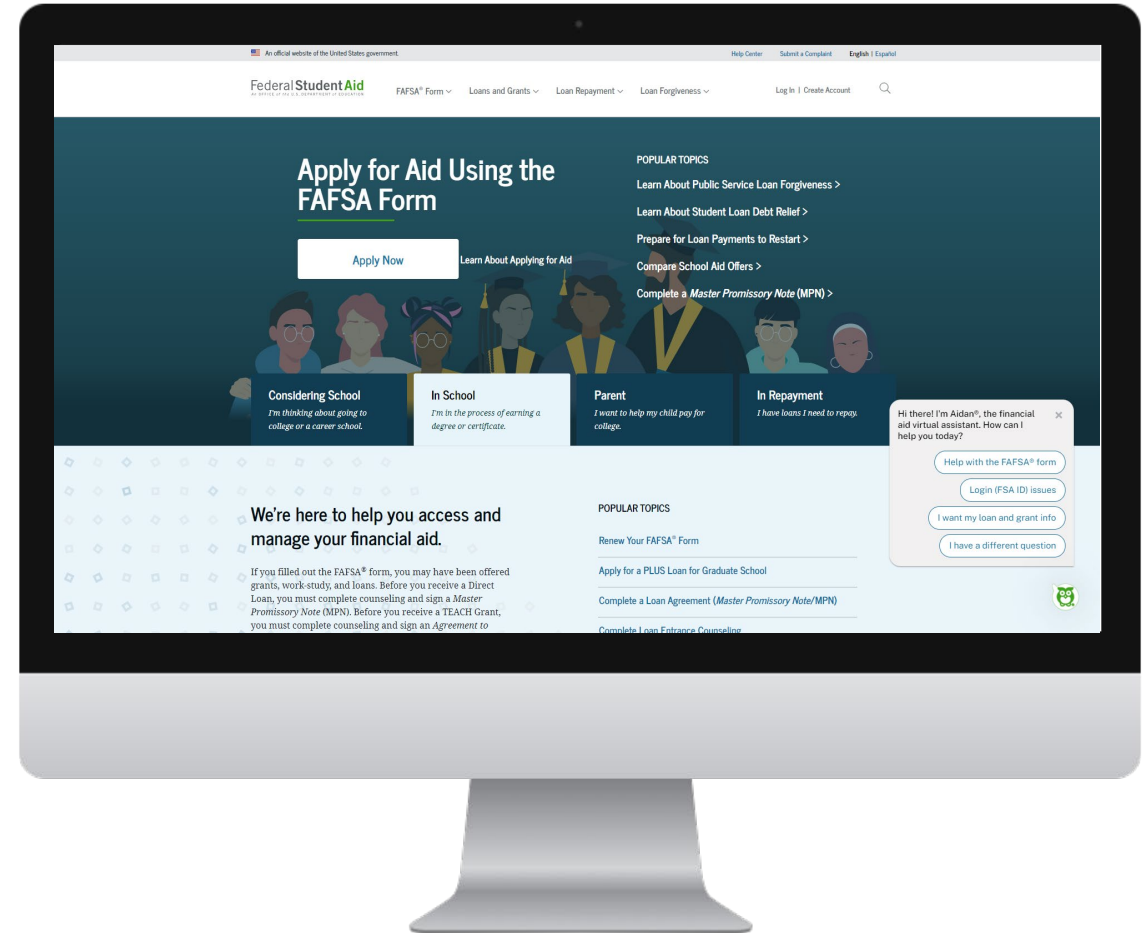 An official website of the United States government.
Help Center
Submit a Complaint
English | Español
Federal Student Aid
AN OFFICE of the U.S. DEPARTMENT of EDUCATION
FAFSA® Form
Loans and Grants
Loan Repayment
Loan Forgiveness
Log In | Create Account
Apply for Aid Using the
FAFSA Form
Apply Now
Learn About Applying for Aid
POPULAR TOPICS
Learn About Public Service Loan Forgiveness >
Learn About Student Loan Debt Relief >
Prepare for Loan Payments to Restart >
Compare School Aid Offers >
Complete a Master Promissory Note (MPN) >
Considering School
I'm thinking about going to
college or a career school.
In School
I'm in the process of earning a
degree or certificate.
Parent
I want to help my child pay for
college.
In Repayment
I have loans I need to repay.
We're here to help you access and
manage your financial aid.
If you filled out the FAFSA® form, you may have been offered
grants, work-study, and loans. Before you receive a Direct
Loan, you must complete counseling and sign a Master
Promissory Note (MPN). Before you receive a TEACH Grant,
you must complete counseling and sign an Agreement to
POPULAR TOPICS
Renew Your FAFSA® Form
Apply for a PLUS Loan for Graduate School
Complete a Loan Agreement (Master Promissory Note/MPN)
Complete Loan Entrance Counseling
Hi there! I'm Aidan®, the financial
aid virtual assistant. How can I
help you today?
Help with the FAFSA® form
Login (FSA ID) issues
I want my loan and grant info
I have a different question